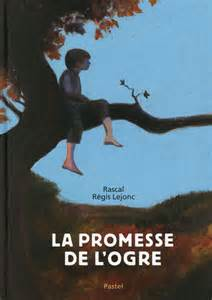 Rascal
Régis Lejonc
LA PROMESSE
DE L'OGRE
Pastel